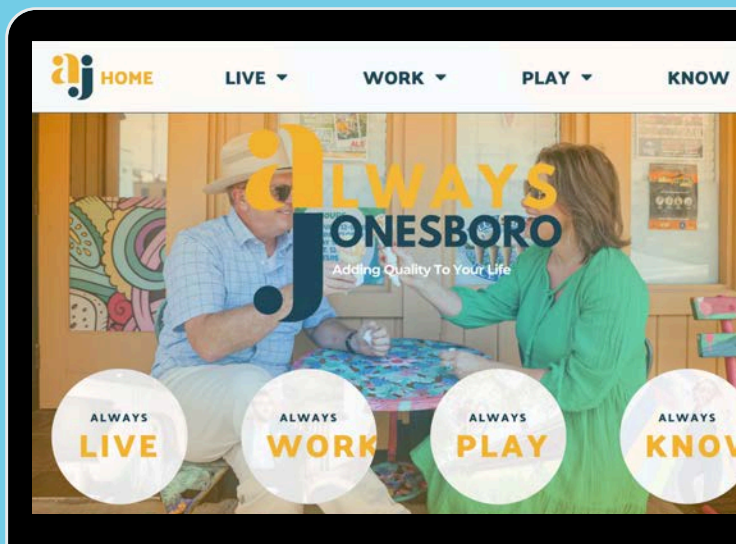 aj HOME LIVE WORK PLAY KNOW
ALWAYS
JONESBORO
Adding Quality To Your Life
ALWAYS
LIVE
ALWAYS
WORK
ALWAYS
PLAY
ALWAYS
KNOW